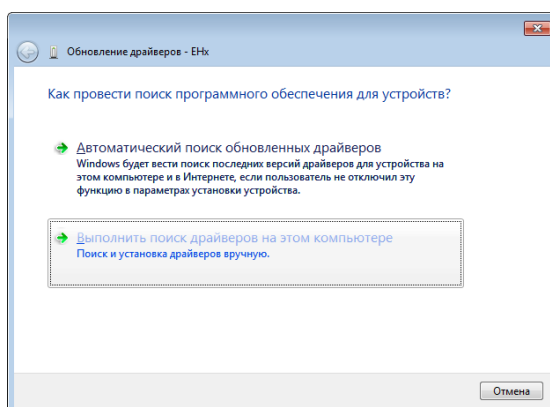 Обновление драйверов - EHx
Как провести поиск программного обеспечения для устройств?
Автоматический поиск обновленных драйверов
Windows будет вести поиск последних версий драйверов для устройства на
этом компьютере и в Интернете, если пользователь не отключил эту
функцию в параметрах установки устройства.
Выполнить поиск драйверов на этом компьютере
Поиск и установка драйверов вручную.
Отмена